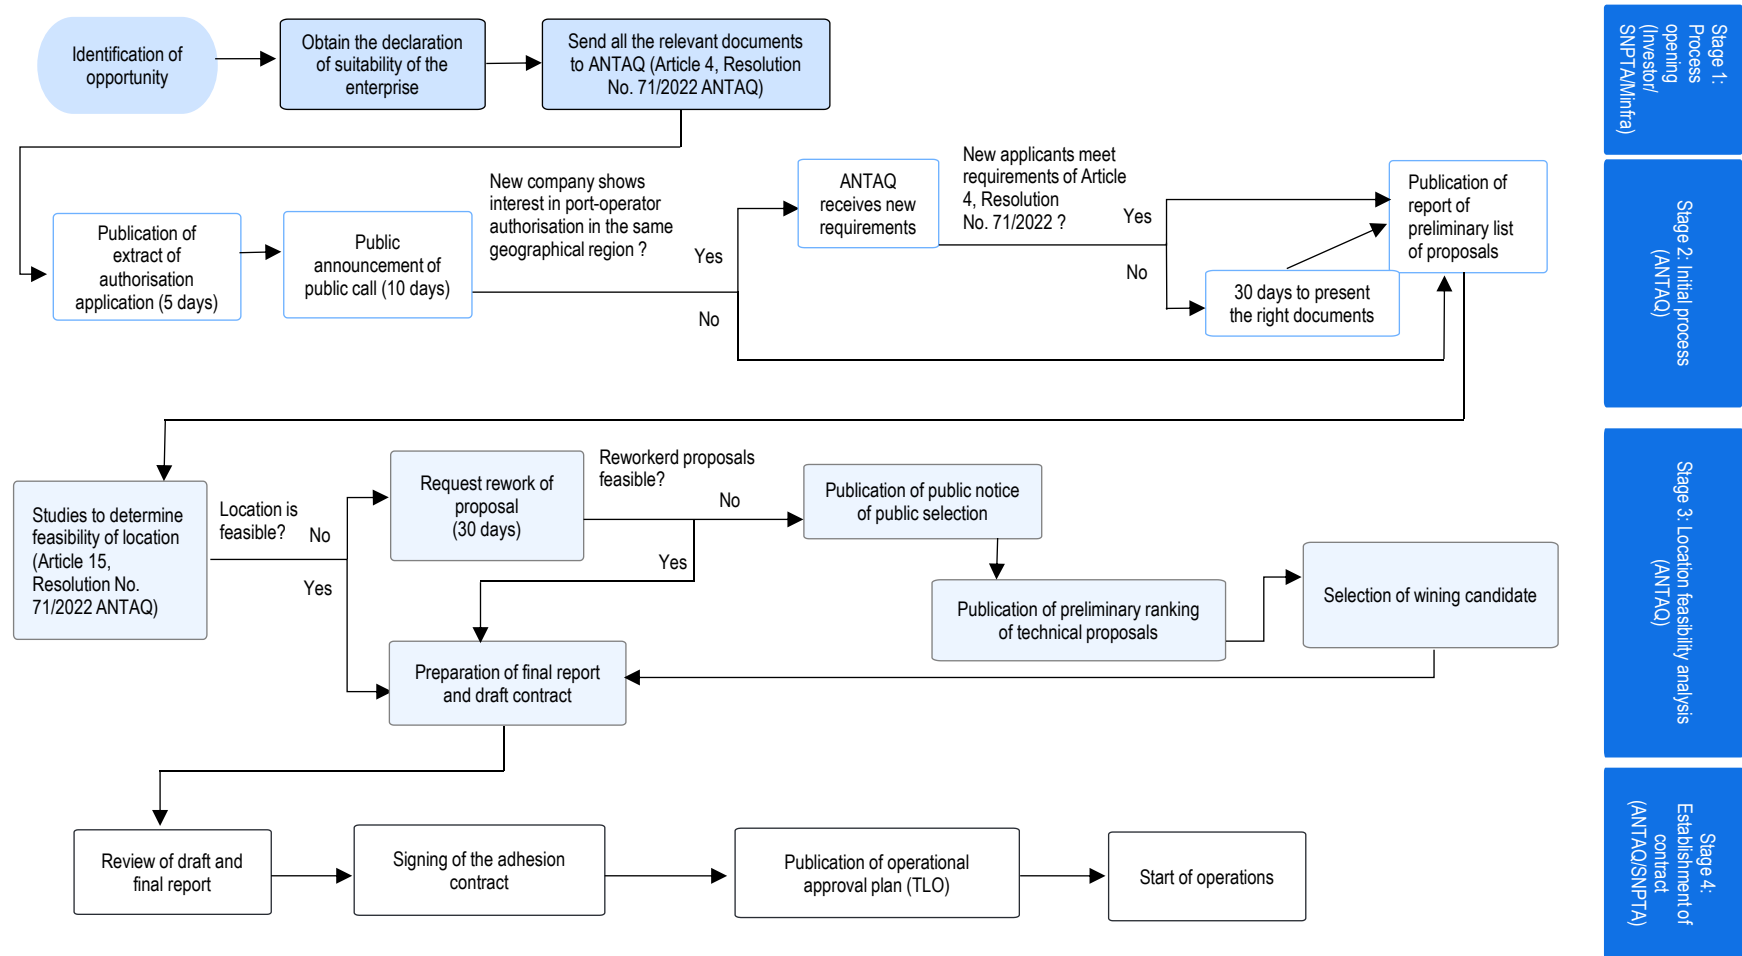 Identification of
opportunity
Obtain the declaration
of suitability of the
enterprise
Send all the relevant documents
to ANTAQ (Article 4, Resolution
No. 71/2022 ANTAQ)
Stage 1:
Process
opening
(Investor/
SNPTA/Minfra)
Publication of
extract of
authorisation
application (5 days)
Public
announcement of
public call (10 days)
New company shows
interest in port-operator
authorisation in the same
geographical region ?
Yes
No
ANTAQ
receives new
requirements
New applicants meet
requirements of Article
4, Resolution
No. 71/2022 ?
Yes
No
30 days to present
the right documents
Publication of
report of
preliminary list
of proposals
Stage 2: Initial process
(ANTAQ)
Studies to determine
feasibility of location
(Article 15,
Resolution No.
71/2022 ANTAQ)
Location is
feasible?
No
Yes
Request rework of
proposal
(30 days)
Reworkerd proposals
feasible?
No
Yes
Publication of public notice
of public selection
Publication of preliminary ranking
of technical proposals
Selection of wining candidate
Preparation of final report
and draft contract
Stage 3: Location feasibility analysis
(ANTAQ)
Review of draft and
final report
Signing of the adhesion
contract
Publication of operational
approval plan (TLO)
Start of operations
Stage 4:
Establishment of
contract
(ANTAQ/SNPTA)